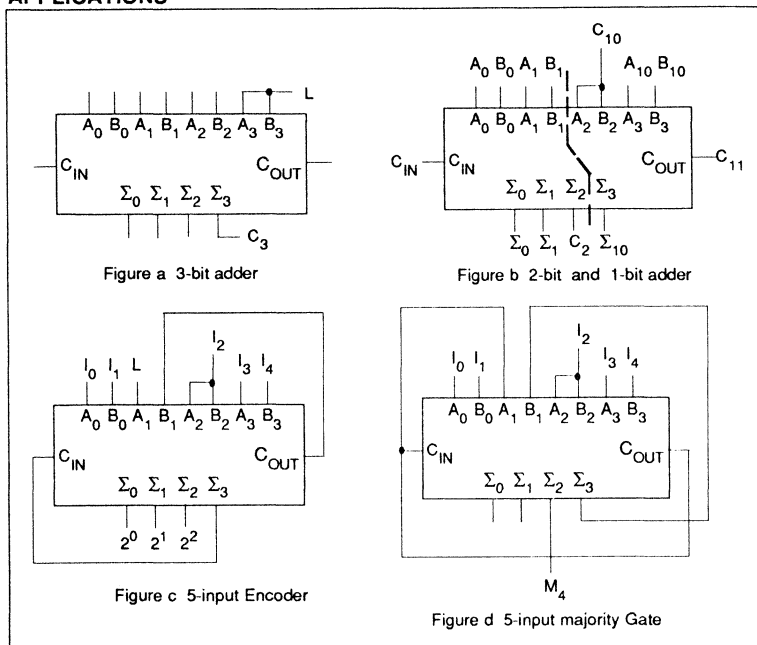 APPLICATIONS
L
A0 B0 A1 B1 A2 B2 A3 B3
CIN COUT
Σ0 Σ1 Σ2 Σ3
C3
Figure a 3-bit adder
C10
A0 B0 A1 B1 A10 B10
A0 B0 A1 B1 A2 B2 A3 B3
CIN CIN COUT C11
Σ0 Σ1 Σ2 Σ3
Σ0 Σ1 C2 Σ10
Figure b 2-bit and 1-bit adder
I2
I0 I1 L I3 I4
A0 B0 A1 B1 A2 B2 A3 B3
CIN COUT
Σ0 Σ1 Σ2 Σ3
2^0 2^1 2^2
Figure c 5-input Encoder
I2
I0 I1 I3 I4
A0 B0 A1 B1 A2 B2 A3 B3
CIN COUT
Σ0 Σ1 Σ2 Σ3
M4
Figure d 5-input majority Gate